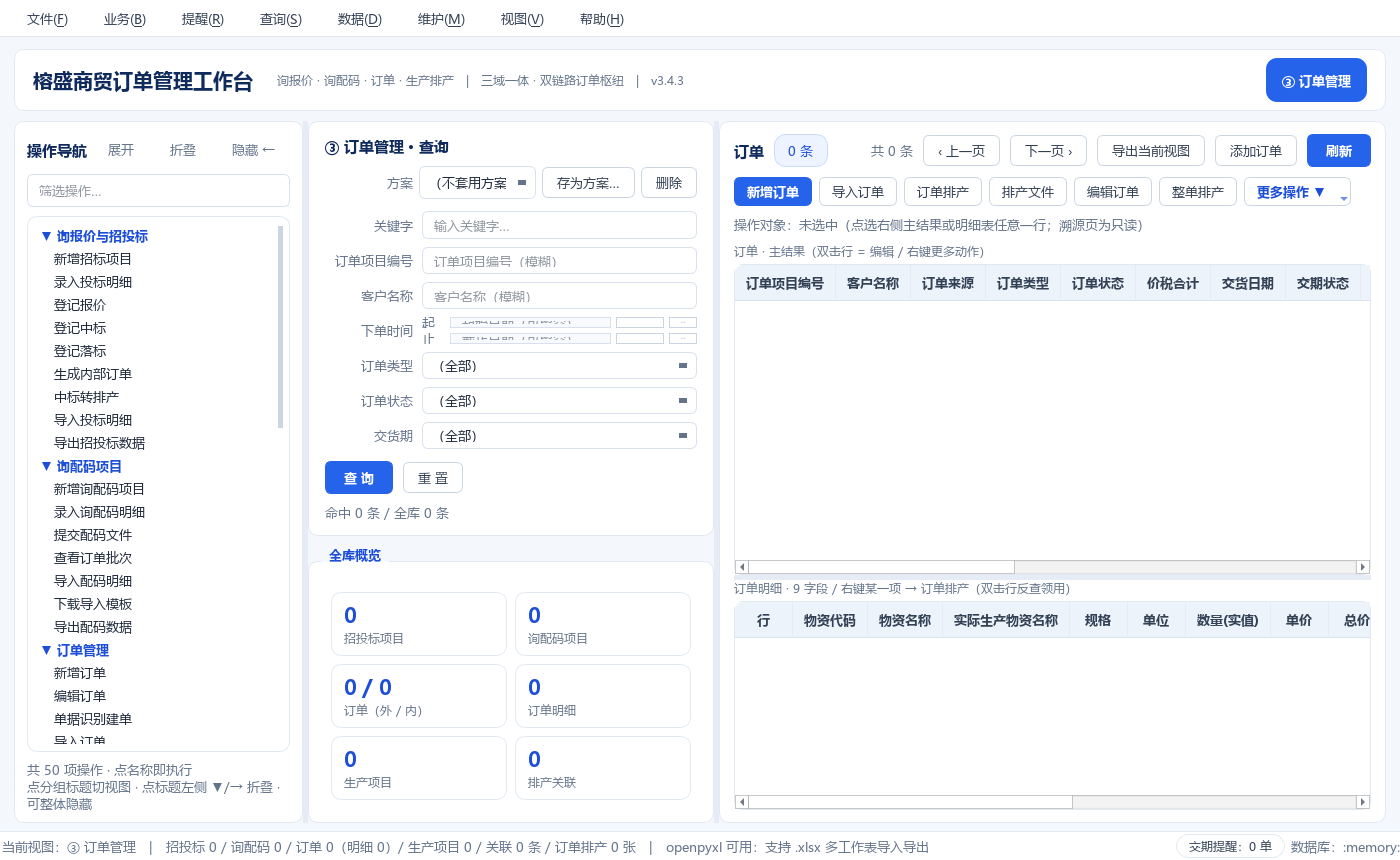 文件(F) 业务(B) 提醒(R) 查询(S) 数据(D) 维护(M) 视图(V) 帮助(H)
榕盛商贸订单管理工作台 询报价 · 询配码 · 订单 · 生产排产 | 三域一体 · 双链路订单枢纽 | v3.4.3
③ 订单管理
操作导航 展开 折叠 隐藏 ←
筛选操作...
▼ 询报价与招投标
新增招标项目
录入投标明细
登记报价
登记中标
登记落标
生成内部订单
中标转排产
导入投标明细
导出招投标数据
▼ 询配码项目
新增询配码项目
录入询配码明细
提交配码文件
查看订单批次
导入配码明细
下载导入模板
导出配码数据
▼ 订单管理
新增订单
编辑订单
单据识别建单
导入订单
共 50 项操作 · 点名称即执行
点分组标题切视图 · 点标题左侧 ▼/→ 折叠 ·
可整体隐藏
③ 订单管理 · 查询
方案 (不套用方案 存为方案... 删除
关键字 输入关键字...
订单项目编号 订单项目编号（模糊）
客户名称 客户名称（模糊）
下单时间 起
止
订单类型 （全部）
订单状态 （全部）
交货期 （全部）
查 询 重 置
命中 0 条 / 全库 0 条
全库概览
0
招投标项目
0
询配码项目
0 / 0
订单（外 / 内）
0
订单明细
0
生产项目
0
排产关联
订单 0 条 共 0 条 ‹ 上一页 下一页 › 导出当前视图 添加订单 刷新
新增订单 导入订单 订单排产 排产文件 编辑订单 整单排产 更多操作 ▼
操作对象：未选中（点选右侧主结果或明细表任意一行；溯源页为只读）
订单 · 主结果（双击行 = 编辑 / 右键更多动作）
订单项目编号 客户名称 订单来源 订单类型 订单状态 价税合计 交货日期 交期状态
订单明细 · 9 字段 / 右键某一项 → 订单排产（双击行反查领用）
行 物资代码 物资名称 实际生产物资名称 规格 单位 数量(实值) 单价 总价
当前视图：③ 订单管理 | 招投标 0 / 询配码 0 / 订单 0（明细 0）/ 生产项目 0 / 关联 0 条 / 订单排产 0 张 | openpyxl 可用：支持 .xlsx 多工作表导入导出
交期提醒：0 单 数据库：:memory: